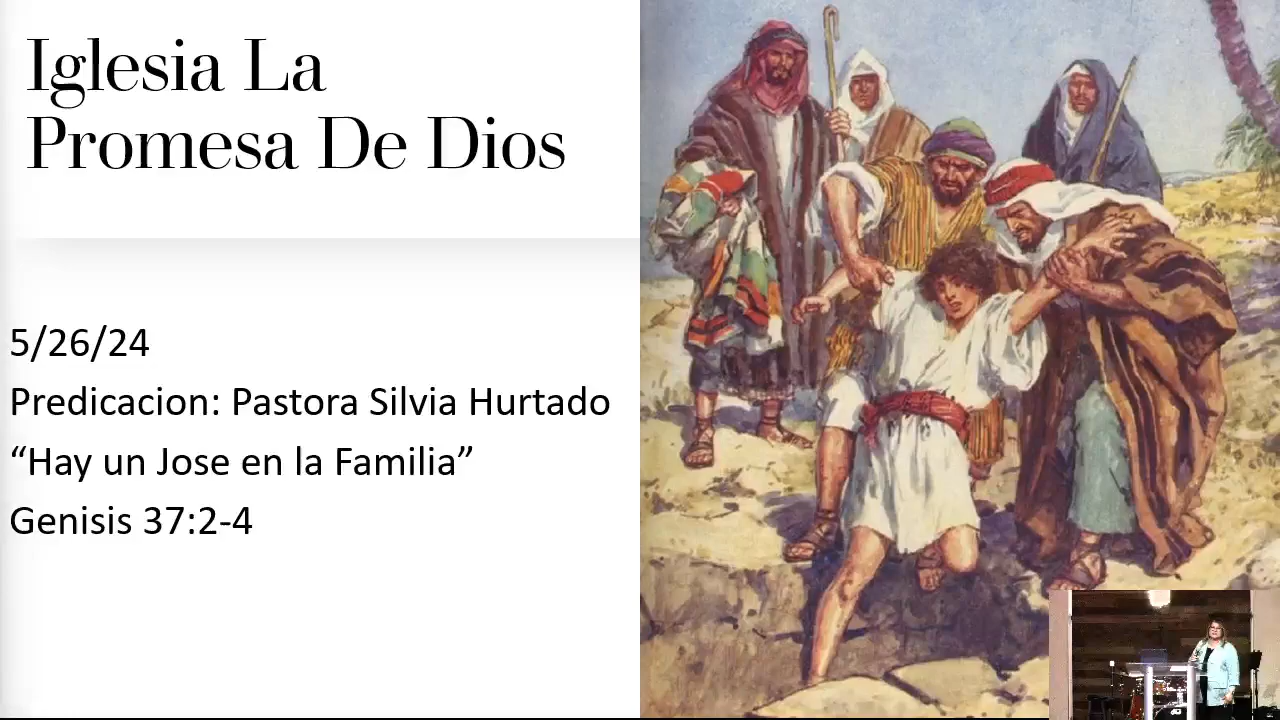 Iglesia La
Promesa De Dios
5/26/24
Predicacion: Pastora Silvia Hurtado
“Hay un Jose en la Familia”
Genisis 37:2-4